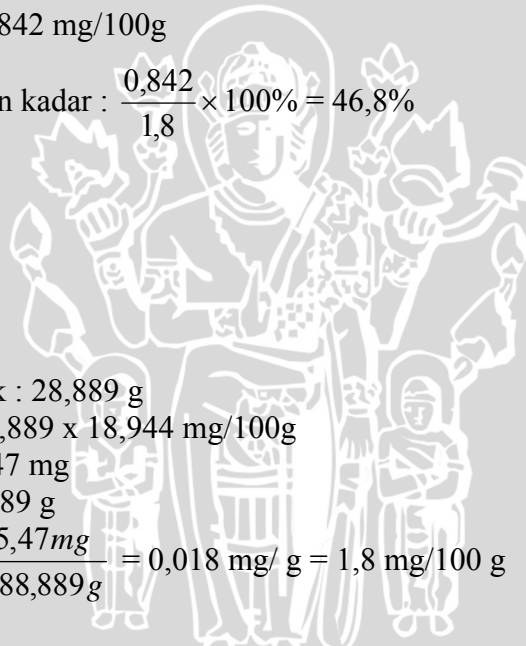 842 mg/100g
n kadar : 0,842/1,8 × 100% = 46,8%
k : 28,889 g
,889 x 18,944 mg/100g
47 mg
89 g
5,47mg/88,889g = 0,018 mg/ g = 1,8 mg/100 g